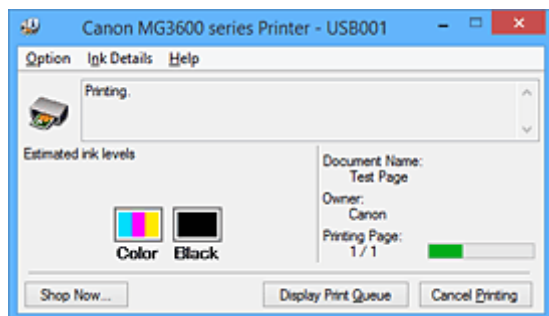 Canon MG3600 series Printer - USB001
Option Ink Details Help
Printing.
Estimated ink levels
Document Name:
Test Page
Owner:
Canon
Printing Page:
1 / 1
Color Black
Shop Now... Display Print Queue Cancel Printing